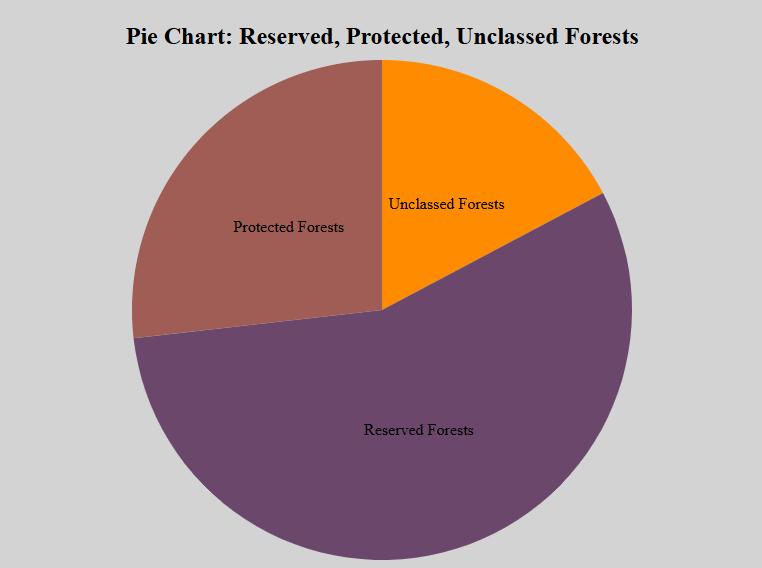 Pie Chart: Reserved, Protected, Unclassed Forests
Unclassed Forests
Protected Forests
Reserved Forests